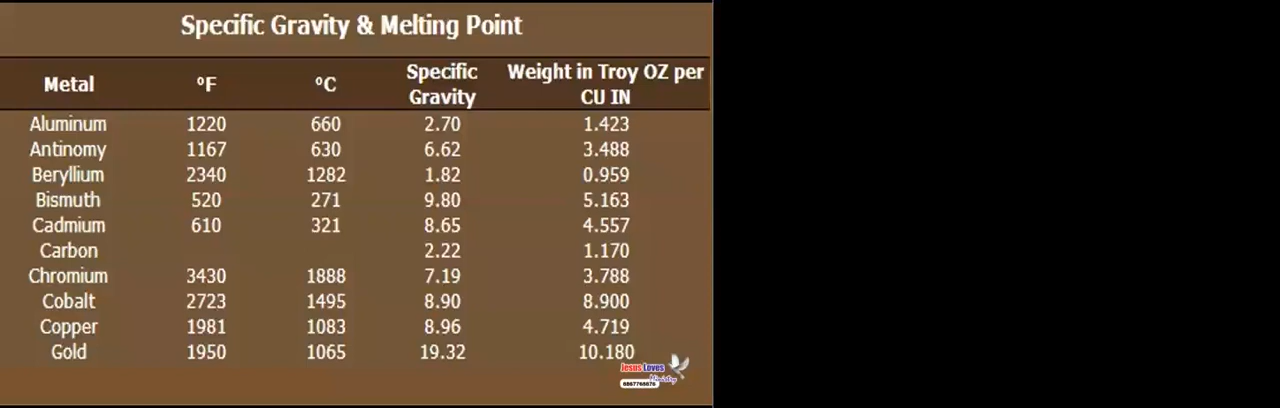 Specific Gravity & Melting Point
Metal ºF ºC Specific Gravity Weight in Troy OZ per CU IN
Aluminum 1220 660 2.70 1.423
Antinomy 1167 630 6.62 3.488
Beryllium 2340 1282 1.82 0.959
Bismuth 520 271 9.80 5.163
Cadmium 610 321 8.65 4.557
Carbon 2.22 1.170
Chromium 3430 1888 7.19 3.788
Cobalt 2723 1495 8.90 8.900
Copper 1981 1083 8.96 4.719
Gold 1950 1065 19.32 10.180
Jesus Loves
Ministry